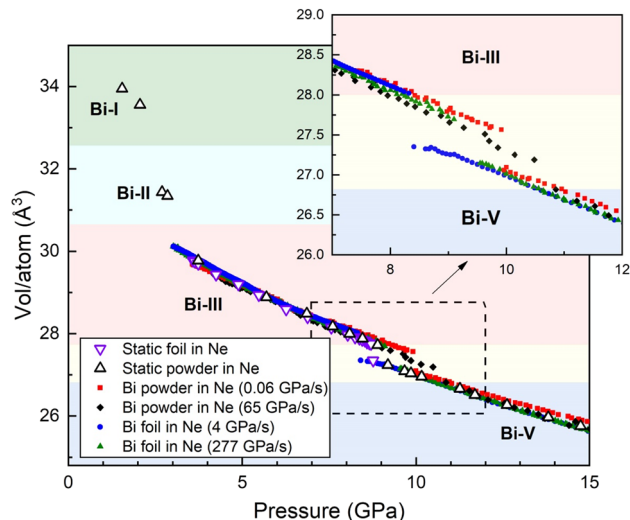 29.0
28.5
28.0
27.5
27.0
26.5
26.0
8
10
12
Bi-III
Bi-V
34
32
30
28
26
Vol/atom (Å³)
Bi-I
Bi-II
Bi-III
Bi-V
Static foil in Ne
Static powder in Ne
Bi powder in Ne (0.06 GPa/s)
Bi powder in Ne (65 GPa/s)
Bi foil in Ne (4 GPa/s)
Bi foil in Ne (277 GPa/s)
0
5
10
15
Pressure (GPa)